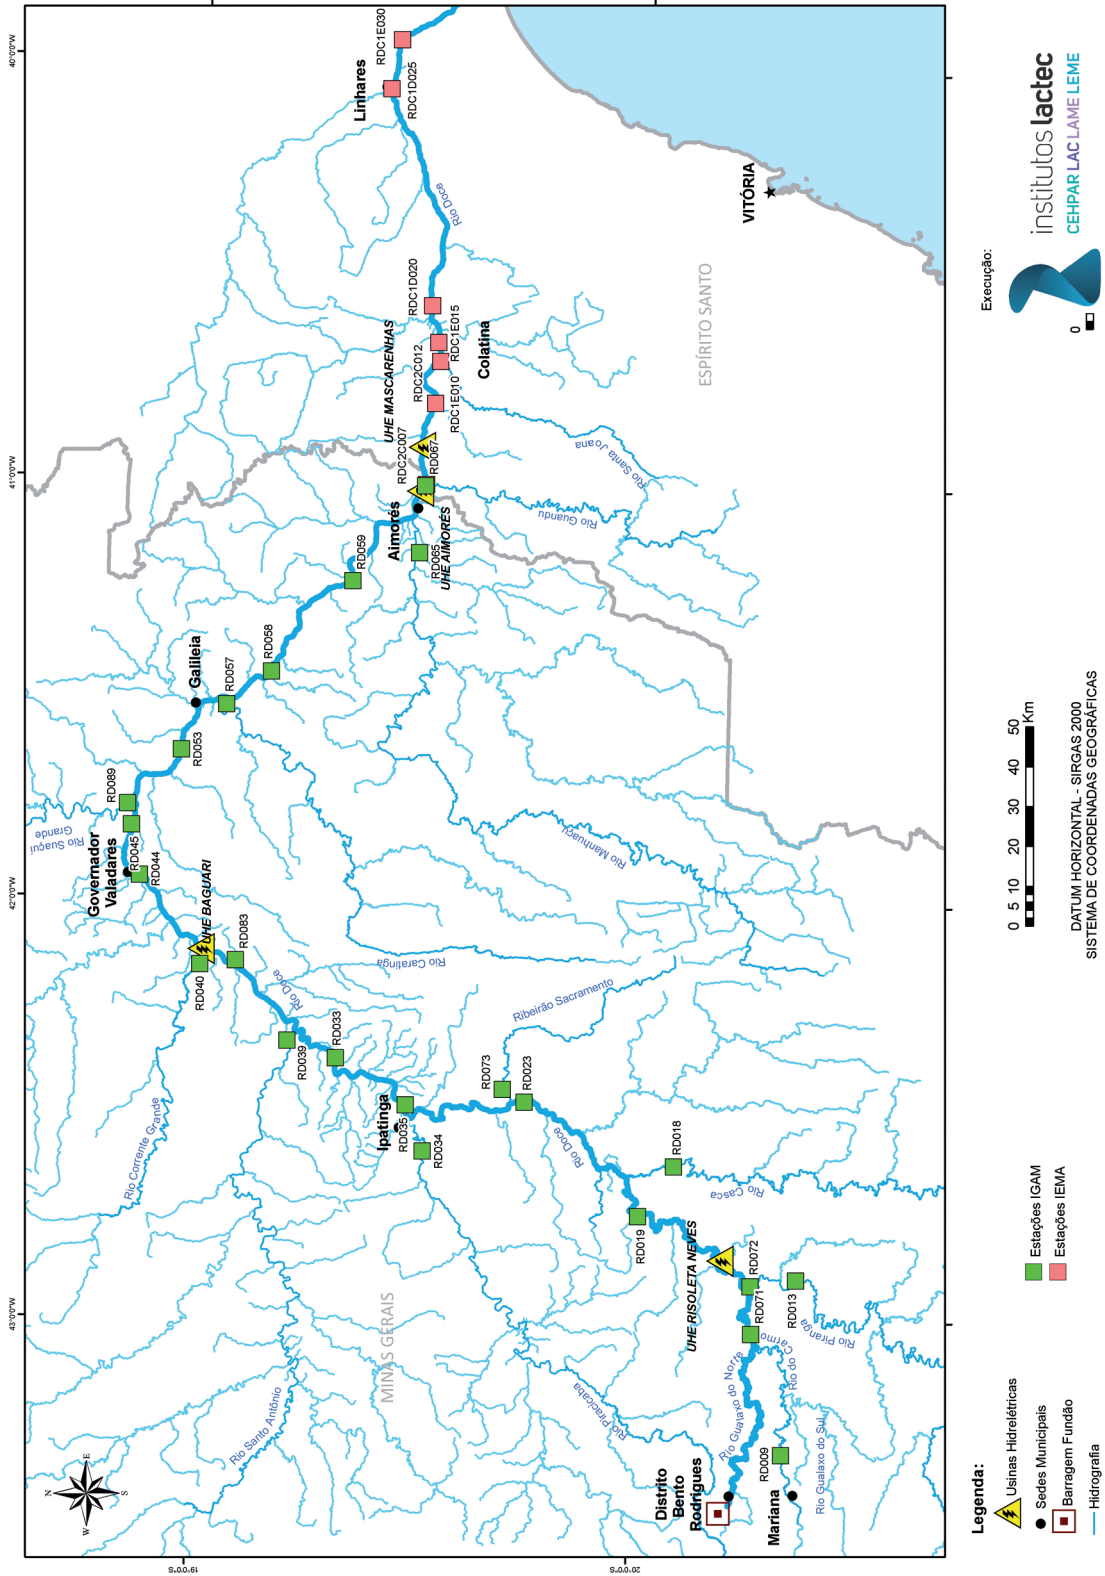 43°0'0"W
42°0'0"W
41°0'0"W
40°0'0"W
19°0'0"S
20°0'0"S
N
E
S
W
MINAS GERAIS
ESPÍRITO SANTO
Distrito
Bento
Rodrigues
Mariana
Ipatinga
Governador
Valadares
Galileia
Aimorés
Colatina
Linhares
VITÓRIA
UHE RISOLETA NEVES
UHE BAGUARI
UHE AIMORÉS
UHE MASCARENHAS
Rio Santo Antônio
Rio Corrente Grande
Rio Piracicaba
Rio Gualaxo do Norte
Rio do Carmo
Rio Gualaxo do Sul
Rio Piranga
Rio Casca
Rio Doce
Ribeirão Sacramento
Rio Doce
Rio Caratinga
Rio Manhuaçu
Rio Suaçuí
Grande
Rio Guandu
Rio Santa Joana
Rio Doce
RD009
RD071
RD072
RD013
RD019
RD018
RD023
RD073
RD034
RD035
RD033
RD039
RD083
RD040
RD044
RD045
RD089
RD053
RD057
RD058
RD059
RD065
RD067
RDC2C007
RDC1E010
RDC2C012
RDC1E015
RDC1D020
RDC1D025
RDC1E030
Legenda:
Usinas Hidrelétricas
Sedes Municipais
Barragem Fundão
Hidrografia
Estações IGAM
Estações IEMA
0 5 10 20 30 40 50
Km
DATUM HORIZONTAL - SIRGAS 2000
SISTEMA DE COORDENADAS GEOGRÁFICAS
Execução:
0
institutos lactec
CEHPAR LAC LAME LEME